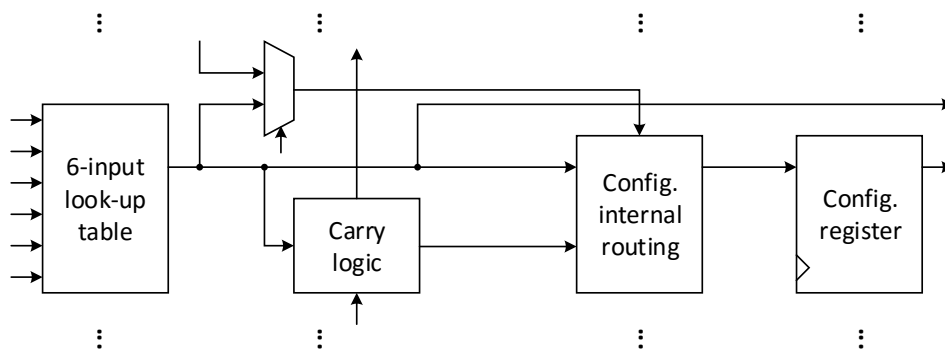 6-input
look-up
table
Carry
logic
Config.
internal
routing
Config.
register